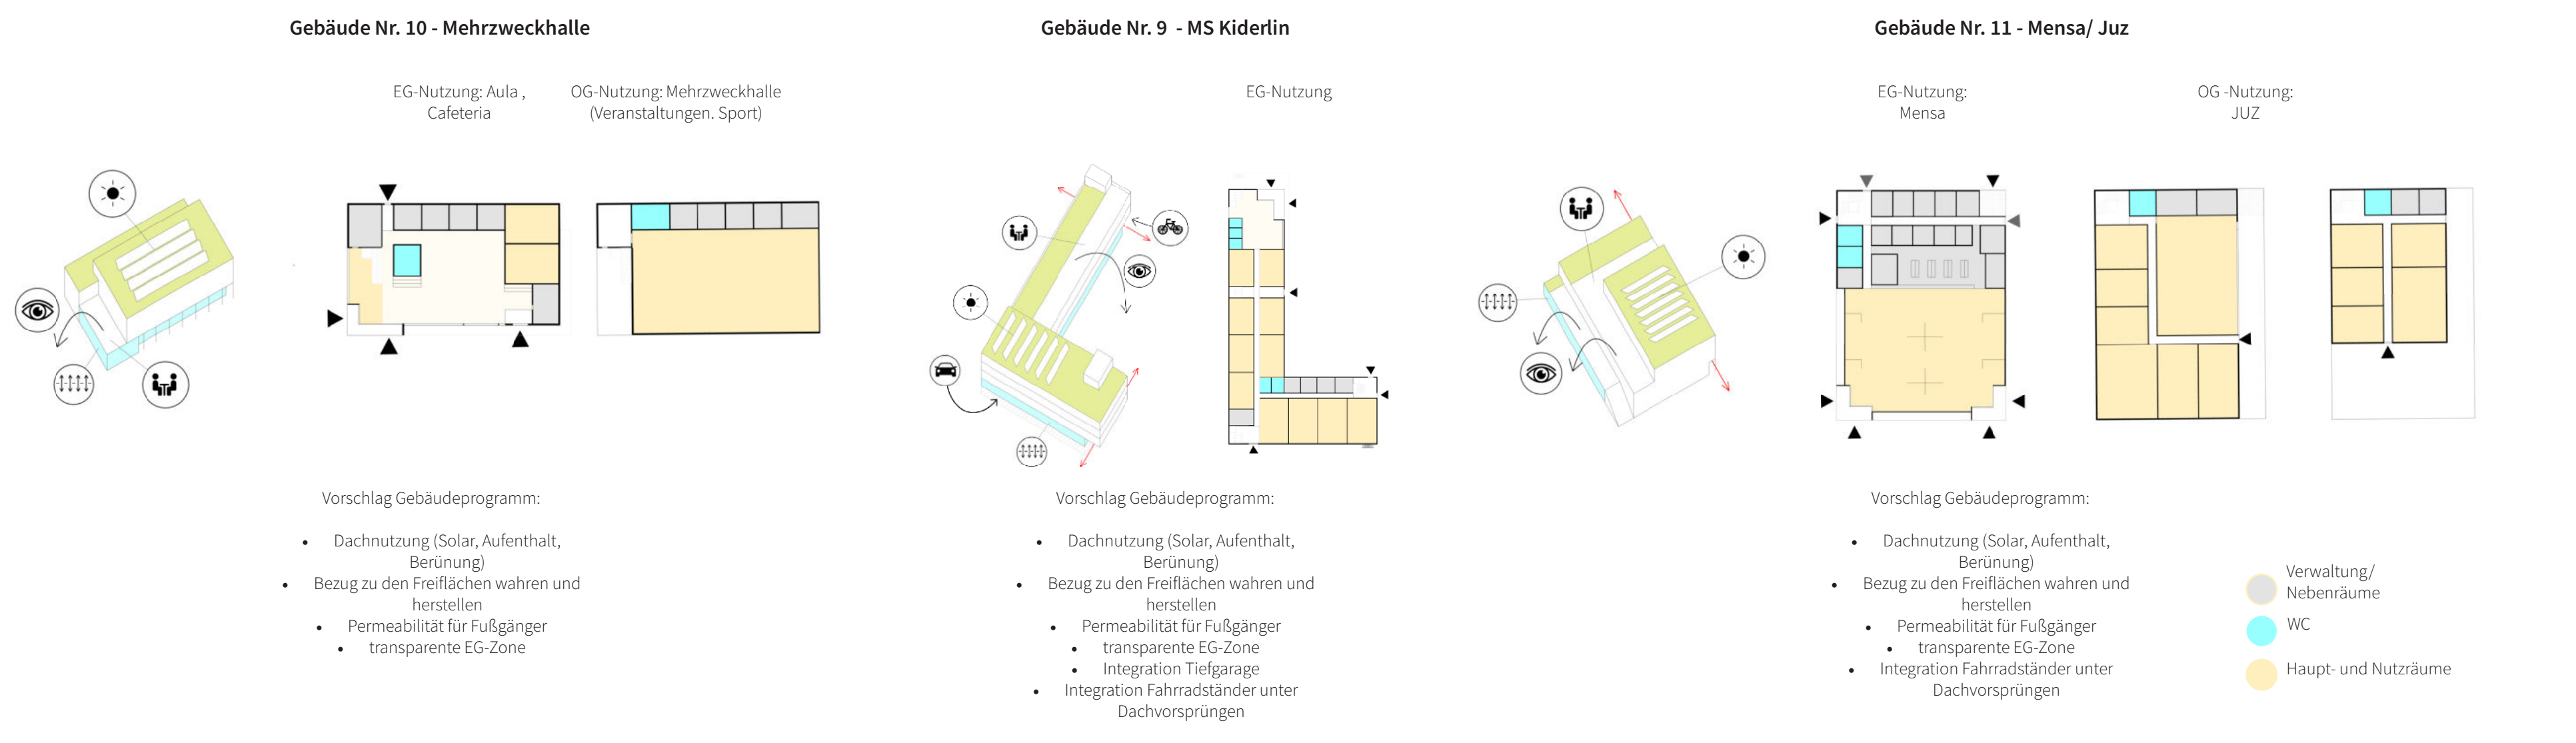 Gebäude Nr. 10 - Mehrzweckhalle
EG-Nutzung: Aula ,
Cafeteria
OG-Nutzung: Mehrzweckhalle
(Veranstaltungen. Sport)
Vorschlag Gebäudeprogramm:
• Dachnutzung (Solar, Aufenthalt,
Berünung)
• Bezug zu den Freiflächen wahren und
herstellen
• Permeabilität für Fußgänger
• transparente EG-Zone
Gebäude Nr. 9 - MS Kiderlin
EG-Nutzung
Vorschlag Gebäudeprogramm:
• Dachnutzung (Solar, Aufenthalt,
Berünung)
• Bezug zu den Freiflächen wahren und
herstellen
• Permeabilität für Fußgänger
• transparente EG-Zone
• Integration Tiefgarage
• Integration Fahrradständer unter
Dachvorsprüngen
Gebäude Nr. 11 - Mensa/ Juz
EG-Nutzung:
Mensa
OG -Nutzung:
JUZ
Vorschlag Gebäudeprogramm:
• Dachnutzung (Solar, Aufenthalt,
Berünung)
• Bezug zu den Freiflächen wahren und
herstellen
• Permeabilität für Fußgänger
• transparente EG-Zone
• Integration Fahrradständer unter
Dachvorsprüngen
Verwaltung/
Nebenräume
WC
Haupt- und Nutzräume